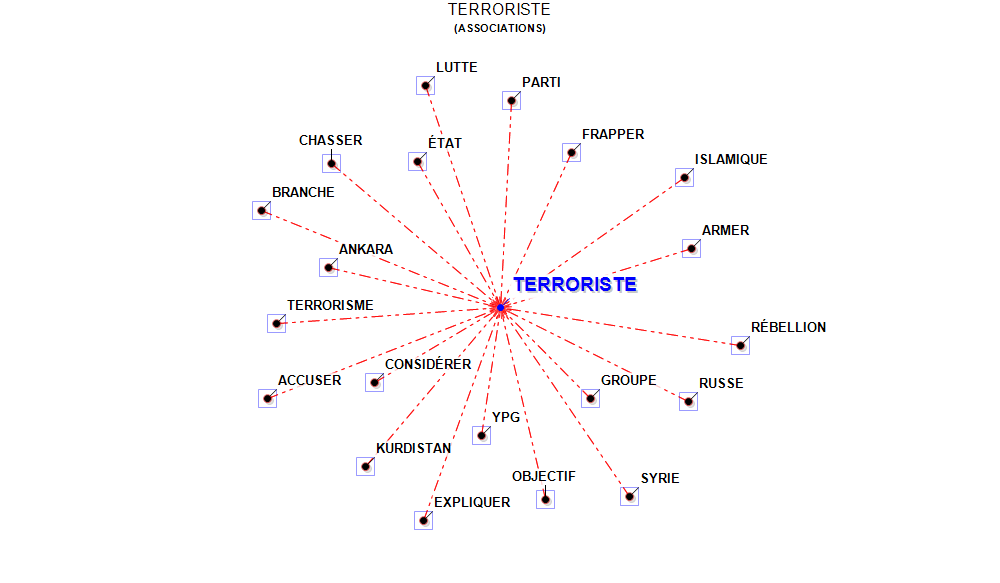 TERRORISTE
(ASSOCIATIONS)
LUTTE
PARTI
FRAPPER
CHASSER
ÉTAT
ISLAMIQUE
BRANCHE
ARMER
ANKARA
TERRORISTE
TERRORISME
RÉBELLION
CONSIDÉRER
ACCUSER
GROUPE
RUSSE
YPG
KURDISTAN
OBJECTIF
SYRIE
EXPLIQUER